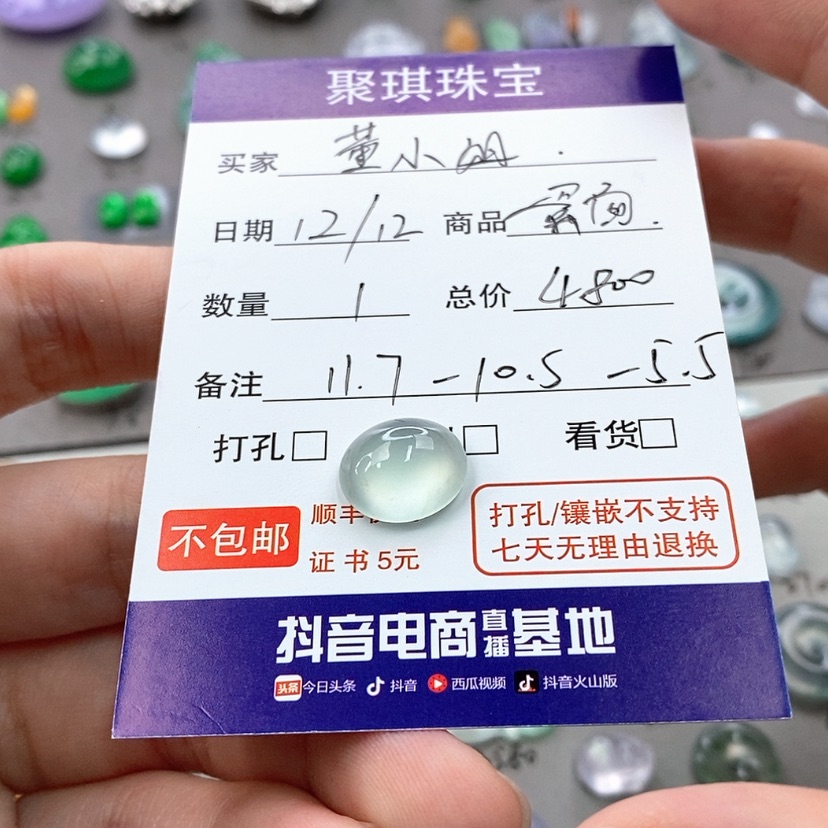 聚琪珠宝
买家 董小姐.
日期 12/12 商品 蛋面.
数量 1 总价 4800
备注 11.7-10.5-5.5
打孔□ □ 看货□
不包邮 顺丰 打孔/镶嵌不支持
证书5元 七天无理由退换
抖音电商直播基地
头条 今日头条 抖音 西瓜视频 抖音火山版